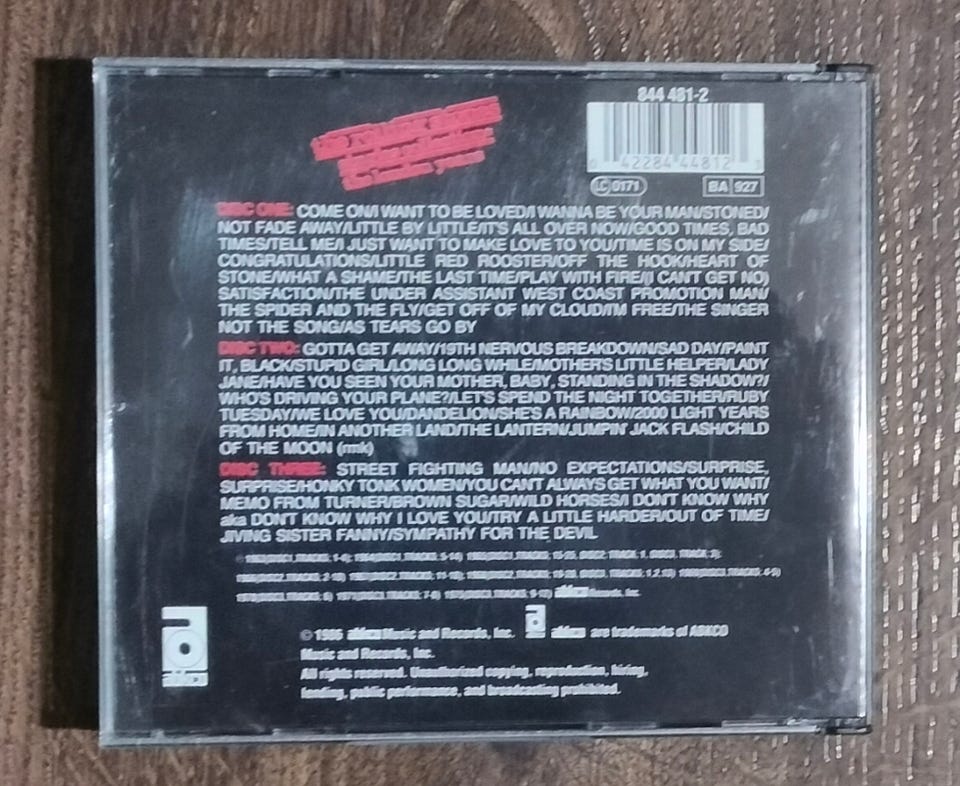 844 481-2
0 42284 44812
LC 0171 BA 927
DISC ONE: COME ON/I WANT TO BE LOVED/I WANNA BE YOUR MAN/STONED/
NOT FADE AWAY/LITTLE BY LITTLE/IT'S ALL OVER NOW/GOOD TIMES, BAD
TIMES/TELL ME/I JUST WANT TO MAKE LOVE TO YOU/TIME IS ON MY SIDE/
CONGRATULATIONS/LITTLE RED ROOSTER/OFF THE HOOK/HEART OF
STONE/WHAT A SHAME/THE LAST TIME/PLAY WITH FIRE/(I CAN'T GET NO)
SATISFACTION/THE UNDER ASSISTANT WEST COAST PROMOTION MAN/
THE SPIDER AND THE FLY/GET OFF OF MY CLOUD/I'M FREE/THE SINGER
NOT THE SONG/AS TEARS GO BY
DISC TWO: GOTTA GET AWAY/19TH NERVOUS BREAKDOWN/SAD DAY/PAINT
IT, BLACK/STUPID GIRL/LONG LONG WHILE/MOTHER'S LITTLE HELPER/LADY
JANE/HAVE YOU SEEN YOUR MOTHER, BABY, STANDING IN THE SHADOW?/
WHO'S DRIVING YOUR PLANE?/LET'S SPEND THE NIGHT TOGETHER/RUBY
TUESDAY/WE LOVE YOU/DANDELION/SHE'S A RAINBOW/2000 LIGHT YEARS
FROM HOME/IN ANOTHER LAND/THE LANTERN/JUMPIN' JACK FLASH/CHILD
OF THE MOON (rmk)
DISC THREE: STREET FIGHTING MAN/NO EXPECTATIONS/SURPRISE,
SURPRISE/HONKY TONK WOMEN/YOU CAN'T ALWAYS GET WHAT YOU WANT/
MEMO FROM TURNER/BROWN SUGAR/WILD HORSES/I DON'T KNOW WHY
aka DON'T KNOW WHY I LOVE YOU/TRY A LITTLE HARDER/OUT OF TIME/
JIVING SISTER FANNY/SYMPATHY FOR THE DEVIL
abkco Records, Inc.
© 1986 abkco Music and Records, Inc. abkco are trademarks of ABKCO
Music and Records, Inc.
All rights reserved. Unauthorized copying, reproduction, hiring,
lending, public performance, and broadcasting prohibited.
abkco